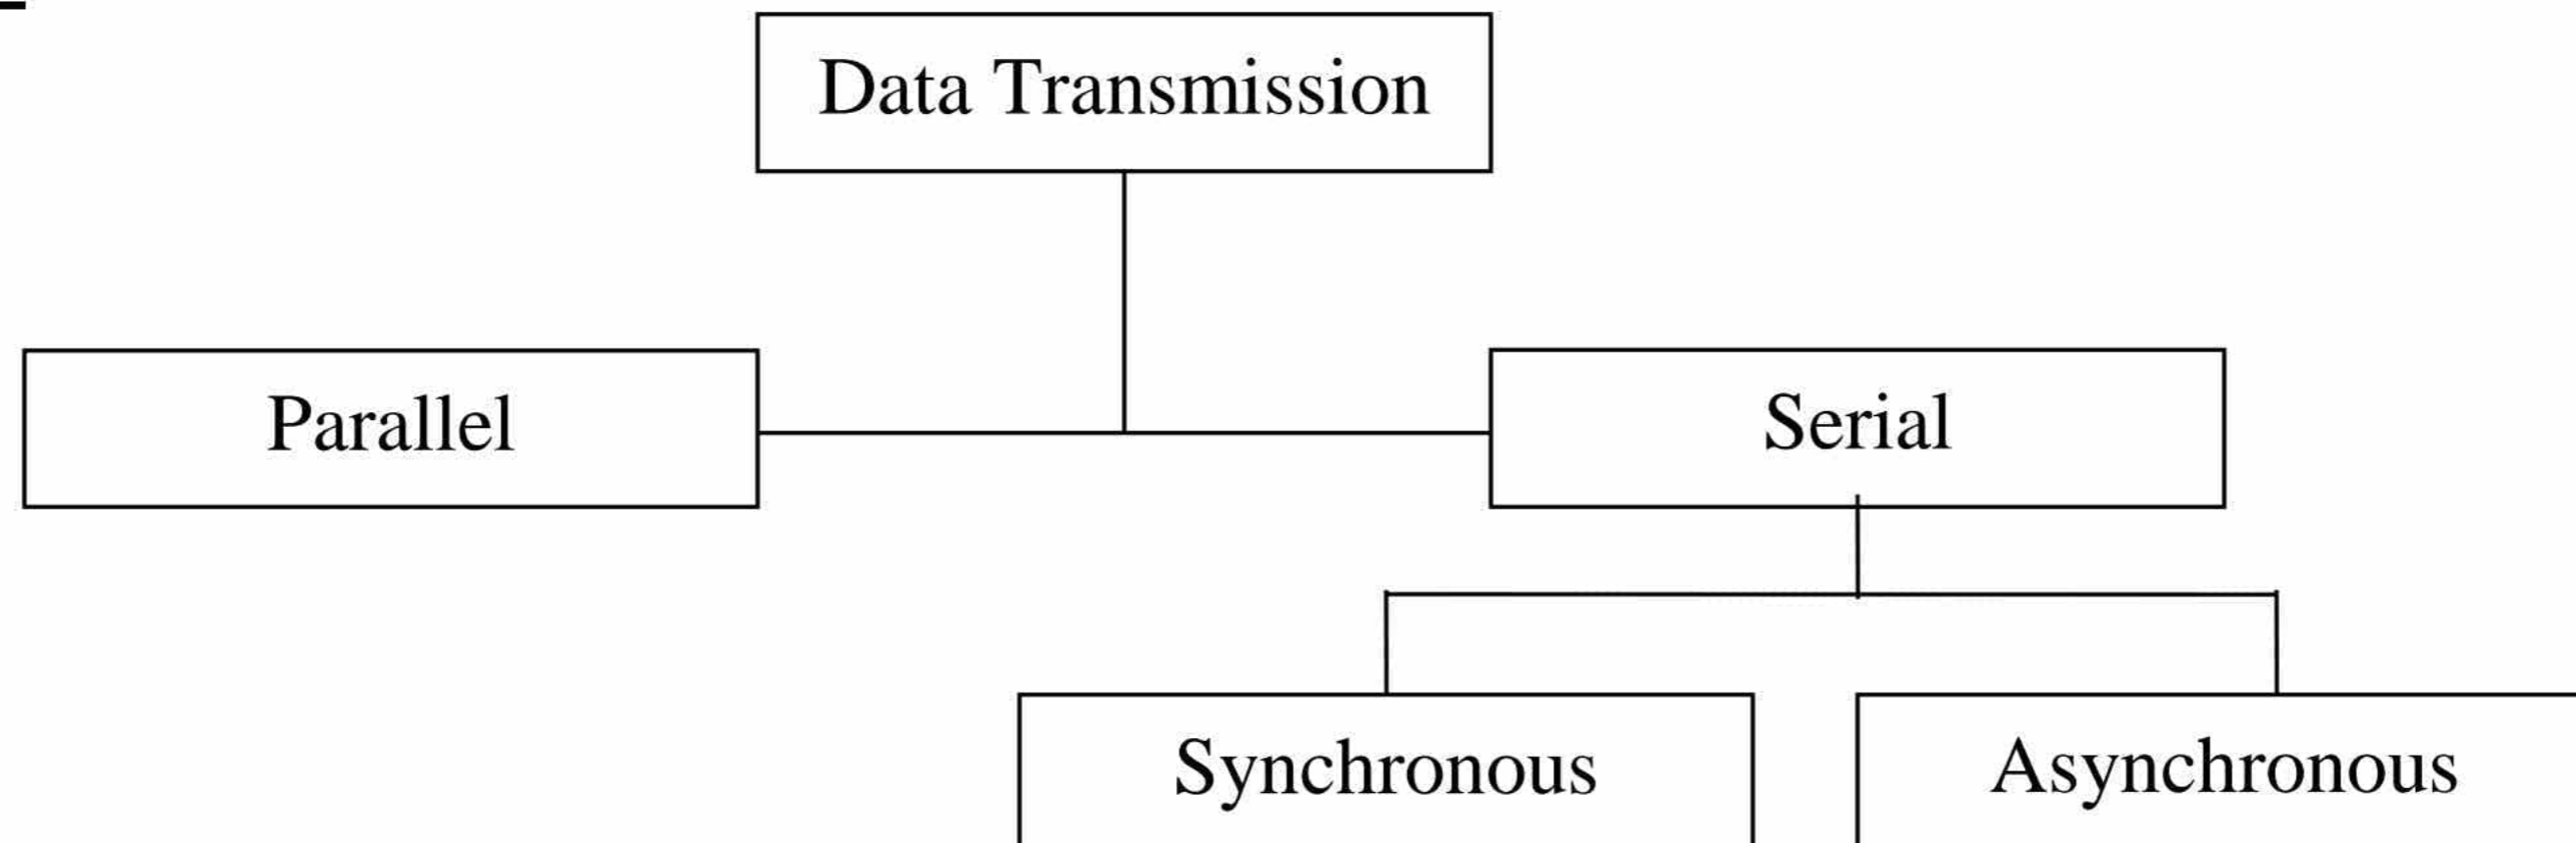 Data Transmission
Parallel
Serial
Synchronous
Asynchronous